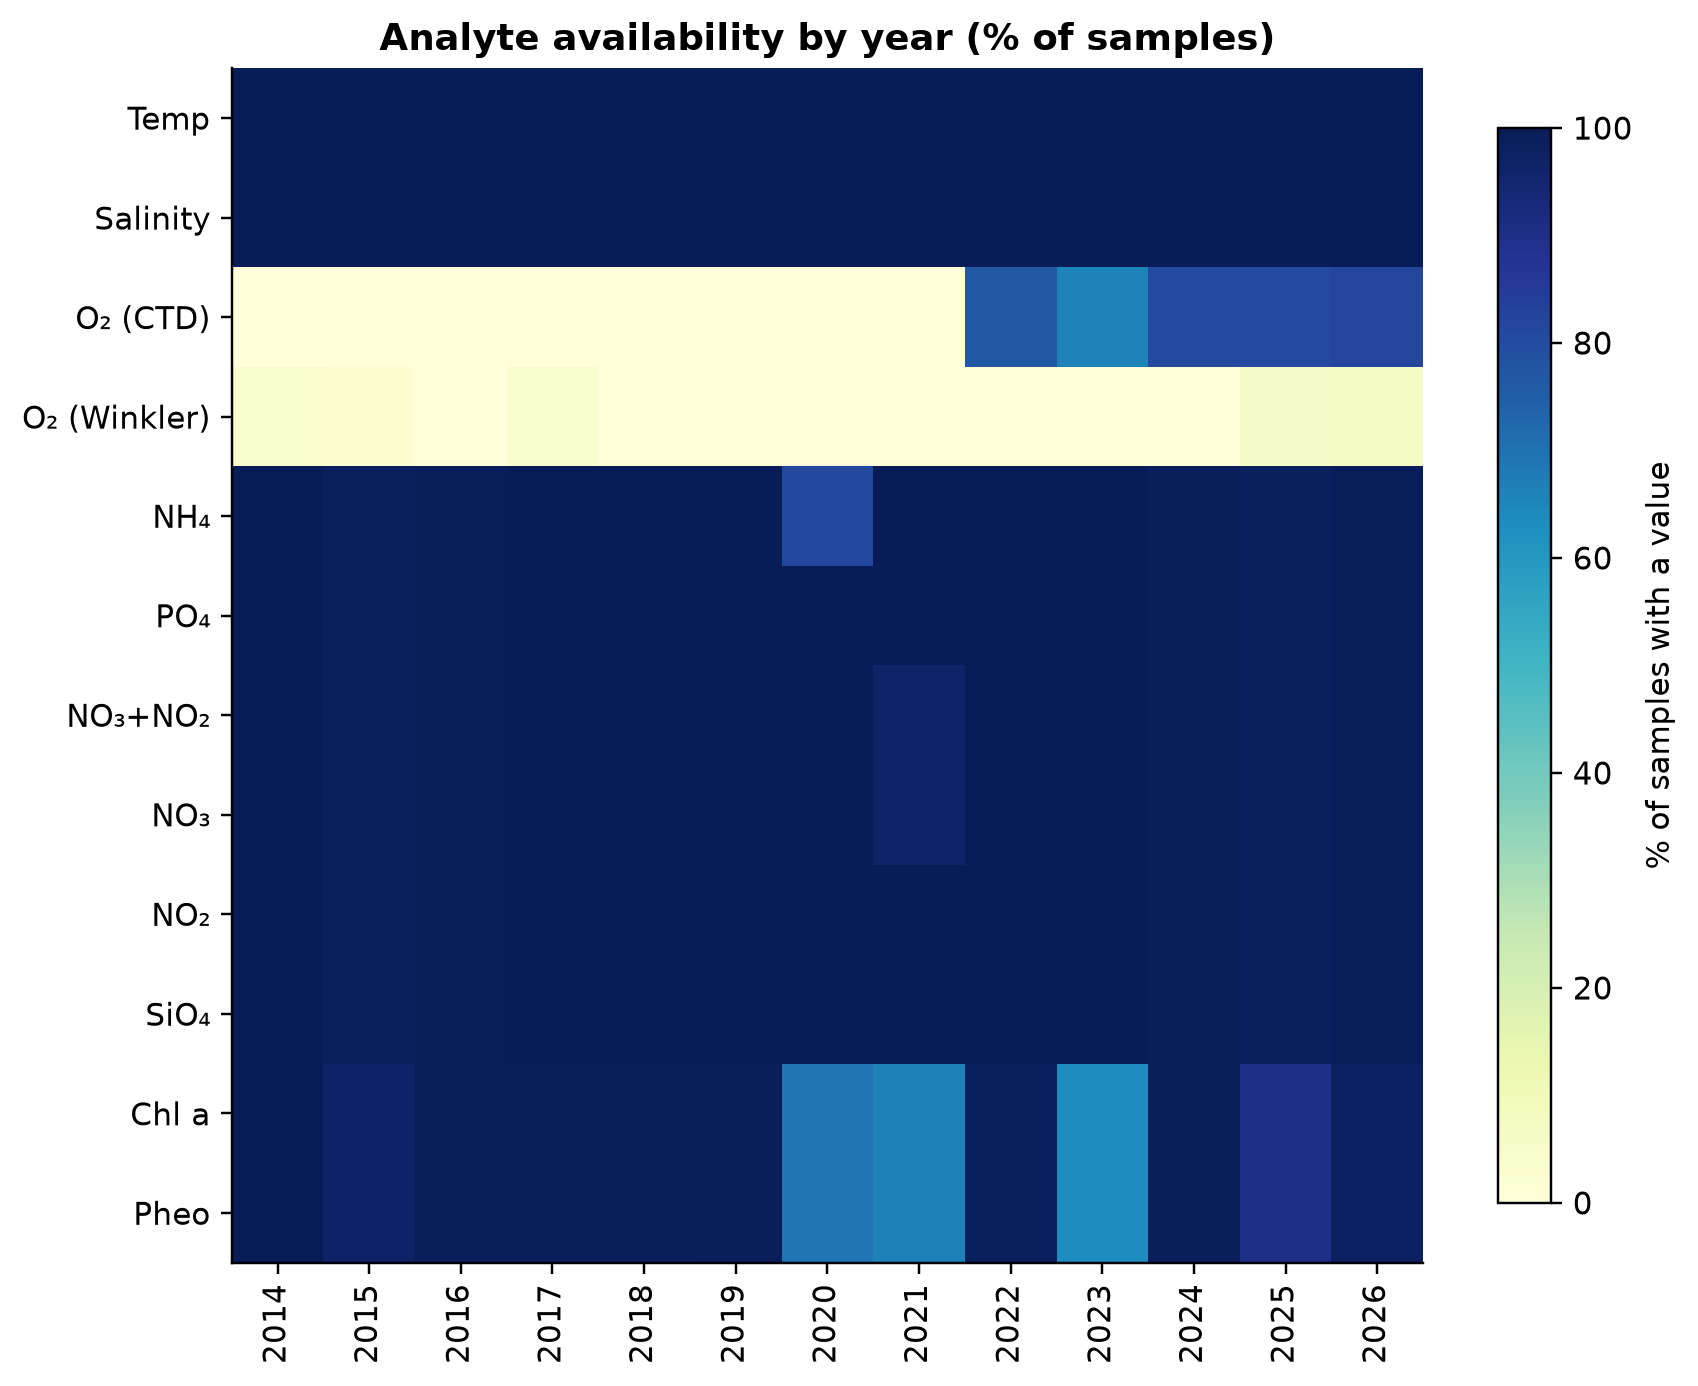 Analyte availability by year (% of samples)
Temp
Salinity
O₂ (CTD)
O₂ (Winkler)
NH₄
PO₄
NO₃+NO₂
NO₃
NO₂
SiO₄
Chl a
Pheo
2014
2015
2016
2017
2018
2019
2020
2021
2022
2023
2024
2025
2026
100
80
60
40
20
0
% of samples with a value